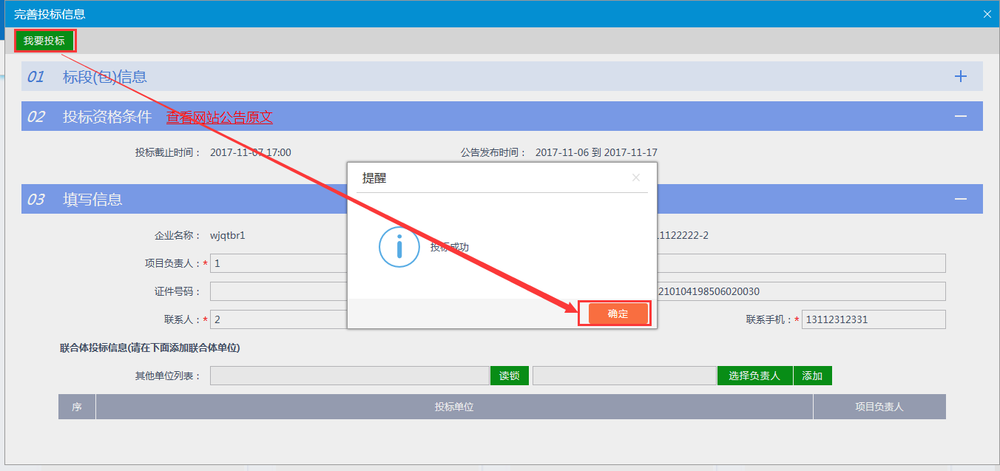 完善投标信息
我要投标
01 标段(包)信息
02 投标资格条件 查看网站公告原文
投标截止时间： 2017-11-07 17:00 公告发布时间： 2017-11-06 到 2017-11-17
提醒
03 填写信息
企业名称： wjqtbr1 11122222-2
投标成功
项目负责人：* 1
证件号码： 210104198506020030
确定
联系人：* 2 联系手机：* 13112312331
联合体投标信息(请在下面添加联合体单位)
其他单位列表： 读锁 选择负责人 添加
序 投标单位 项目负责人